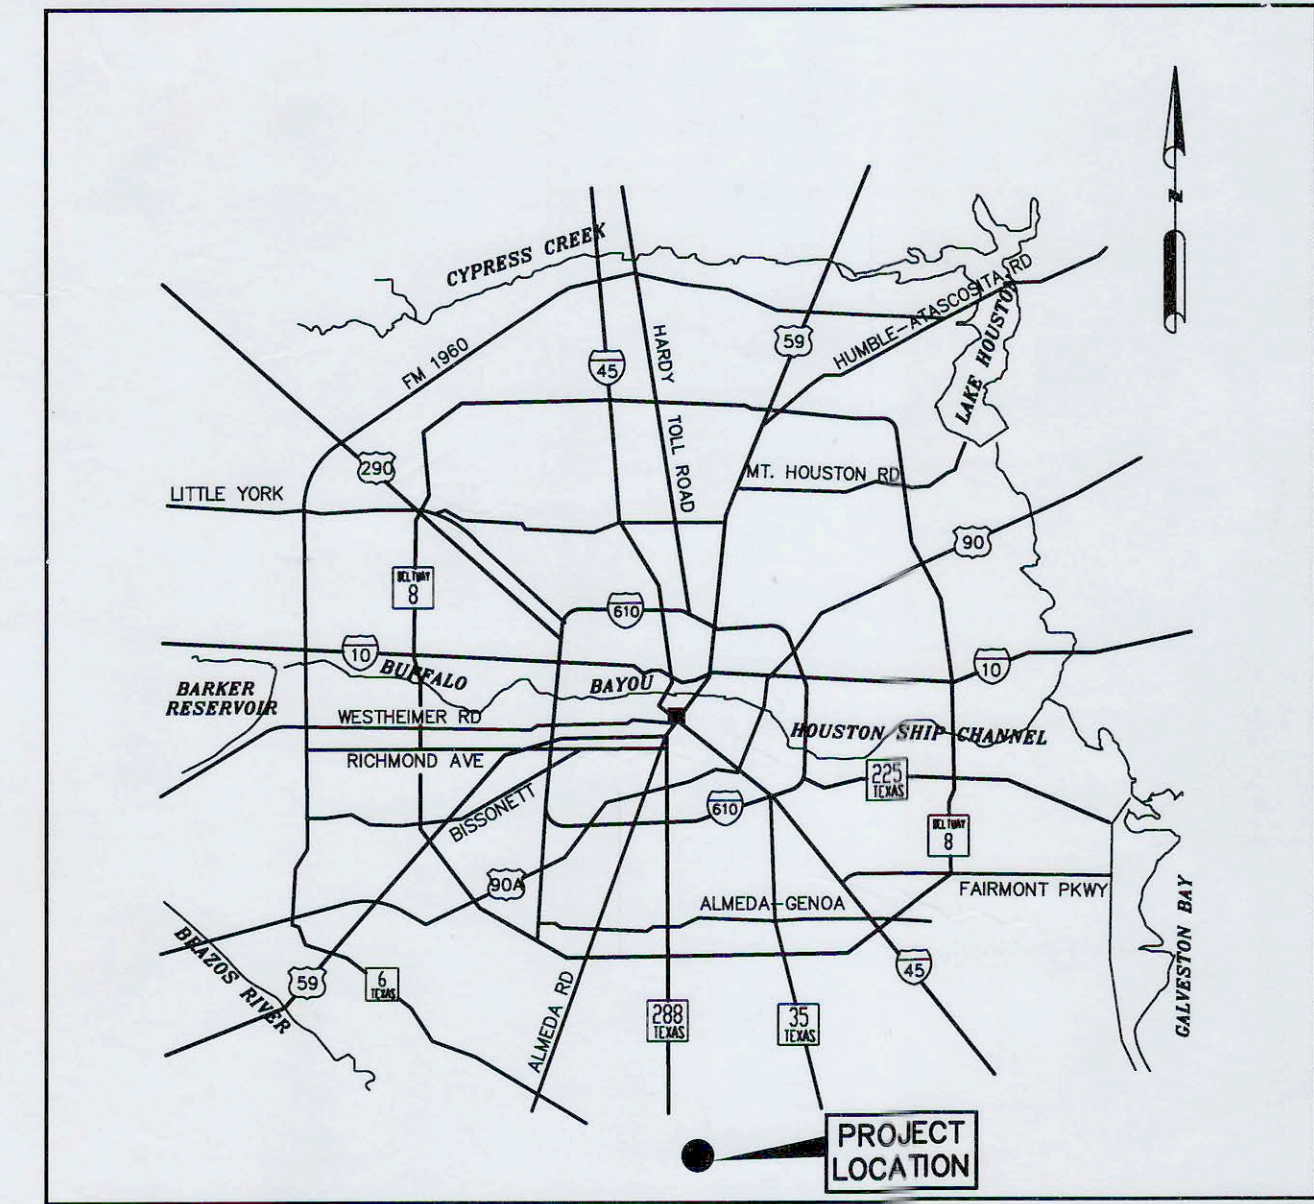 N
CYPRESS CREEK
HUMBLE-ATASCOSITA RD
59
LAKE HOUSTON
FM 1960
45
HARDY
TOLL ROAD
290
MT. HOUSTON RD
LITTLE YORK
90
BELTWAY
8
610
10
10
BUFFALO
BAYOU
BARKER
RESERVOIR
WESTHEIMER RD
HOUSTON SHIP CHANNEL
RICHMOND AVE
225
TEXAS
BISSONETT
610
BELTWAY
8
90A
FAIRMONT PKWY
ALMEDA-GENOA
GALVESTON BAY
BRAZOS RIVER
59
6
TEXAS
45
ALMEDA RD
288
TEXAS
35
TEXAS
PROJECT
LOCATION